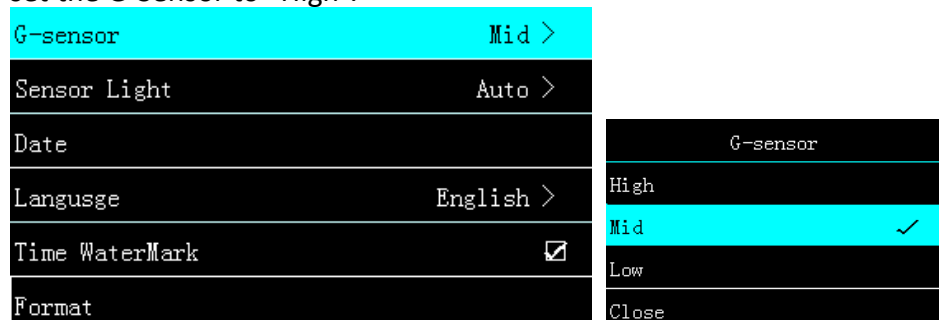 set the G-sensor to "High".
G-sensor Mid >
Sensor Light Auto >
Date
Langusge English >
Time WaterMark ☑
Format
G-sensor
High
Mid ✓
Low
Close